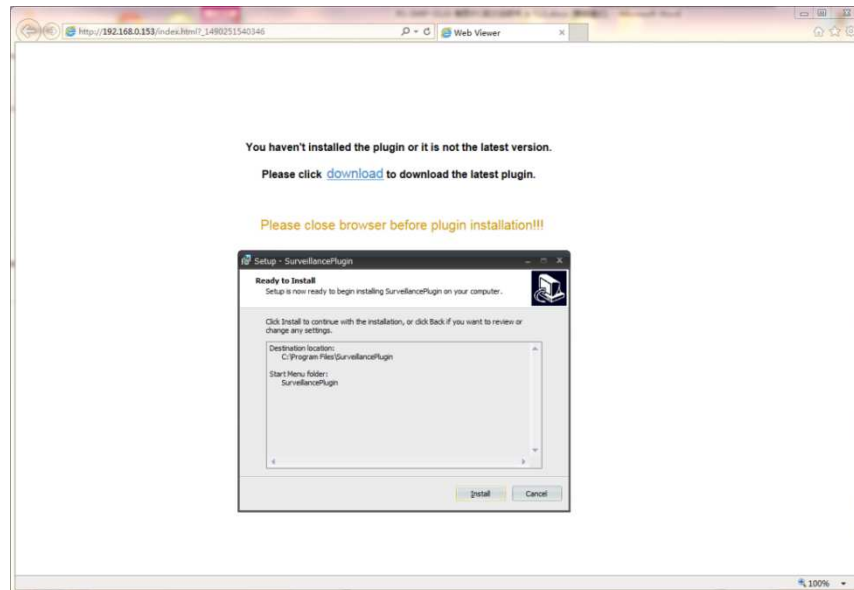 http://192.168.0.153/index.html?_1490251540346
Web Viewer
You haven't installed the plugin or it is not the latest version.
Please click download to download the latest plugin.
Please close browser before plugin installation!!!
Setup - SurveillancePlugin
Ready to Install
Setup is now ready to begin installing SurveillancePlugin on your computer.
Click Install to continue with the installation, or click Back if you want to review or
change any settings.
Destination location:
C:\Program Files\SurveillancePlugin
Start Menu folder:
SurveillancePlugin
Install
Cancel
100%